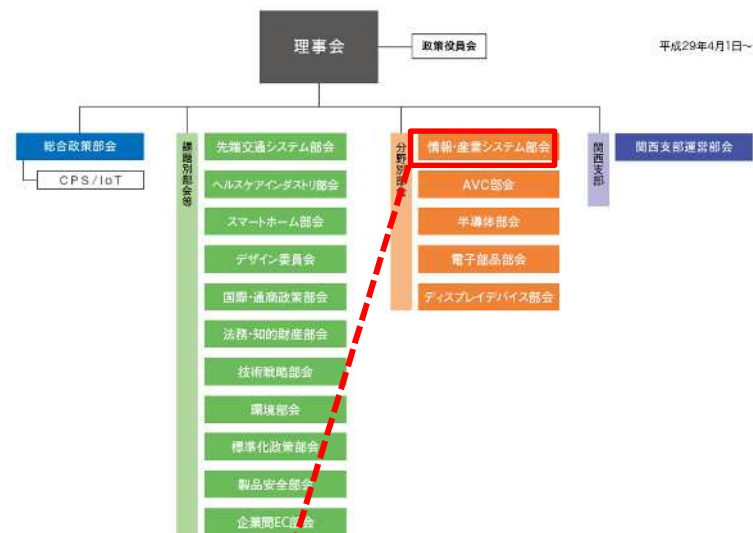 理事会
政策役員会
平成29年4月1日~
総合政策部会
CPS/IoT
課題別部会等
先端交通システム部会
ヘルスケアインダストリ部会
スマートホーム部会
デザイン委員会
国際・通商政策部会
法務・知的財産部会
技術戦略部会
環境部会
標準化政策部会
製品安全部会
企業間EC部会
分野別部会
情報・産業システム部会
AVC部会
半導体部会
電子部品部会
ディスプレイデバイス部会
関西支部
関西支部運営部会